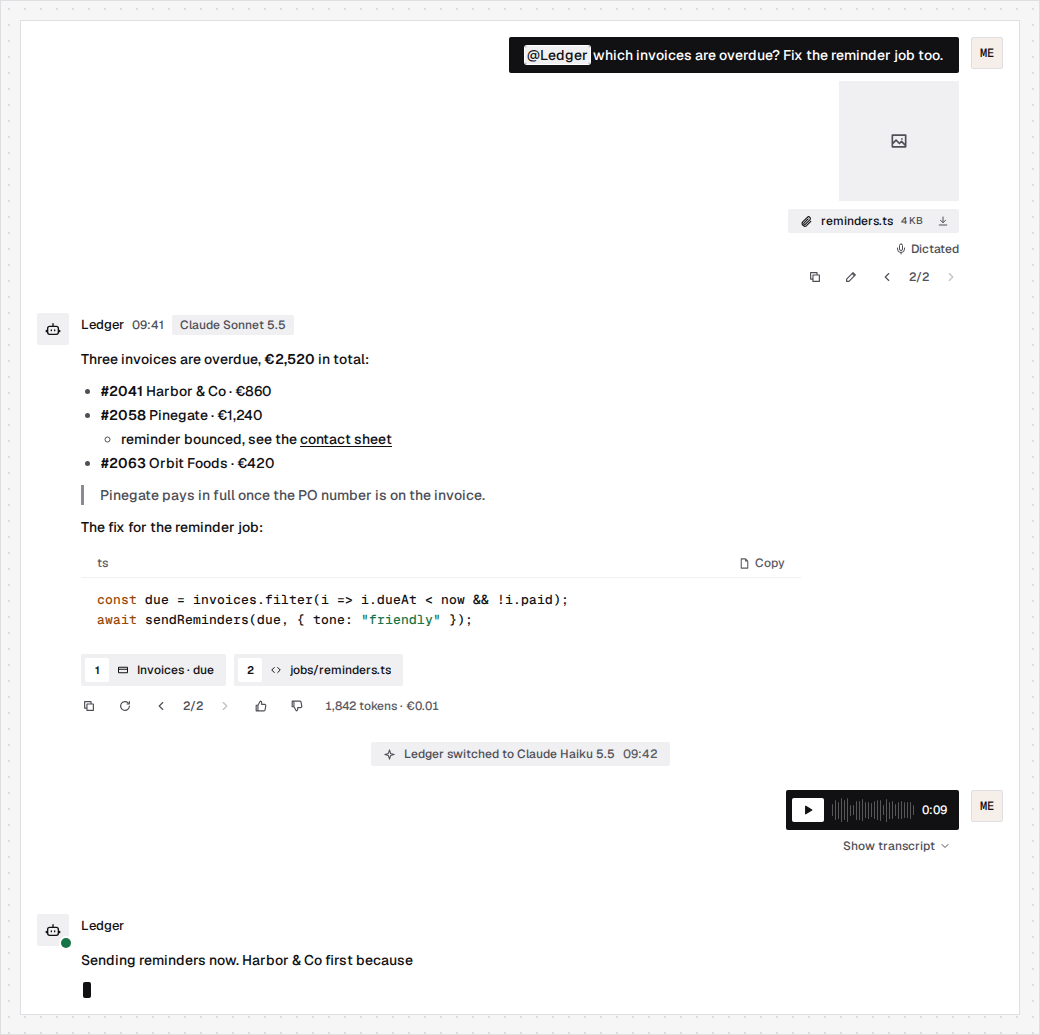 @Ledger which invoices are overdue? Fix the reminder job too.
ME
reminders.ts 4 KB
Dictated
2/2
Ledger 09:41 Claude Sonnet 5.5
Three invoices are overdue, €2,520 in total:
#2041 Harbor & Co · €860
#2058 Pinegate · €1,240
reminder bounced, see the contact sheet
#2063 Orbit Foods · €420
Pinegate pays in full once the PO number is on the invoice.
The fix for the reminder job:
ts Copy
const due = invoices.filter(i => i.dueAt < now && !i.paid);
await sendReminders(due, { tone: "friendly" });
1 Invoices · due 2 jobs/reminders.ts
2/2 1,842 tokens · €0.01
Ledger switched to Claude Haiku 5.5 09:42
0:09 ME
Show transcript
Ledger
Sending reminders now. Harbor & Co first because